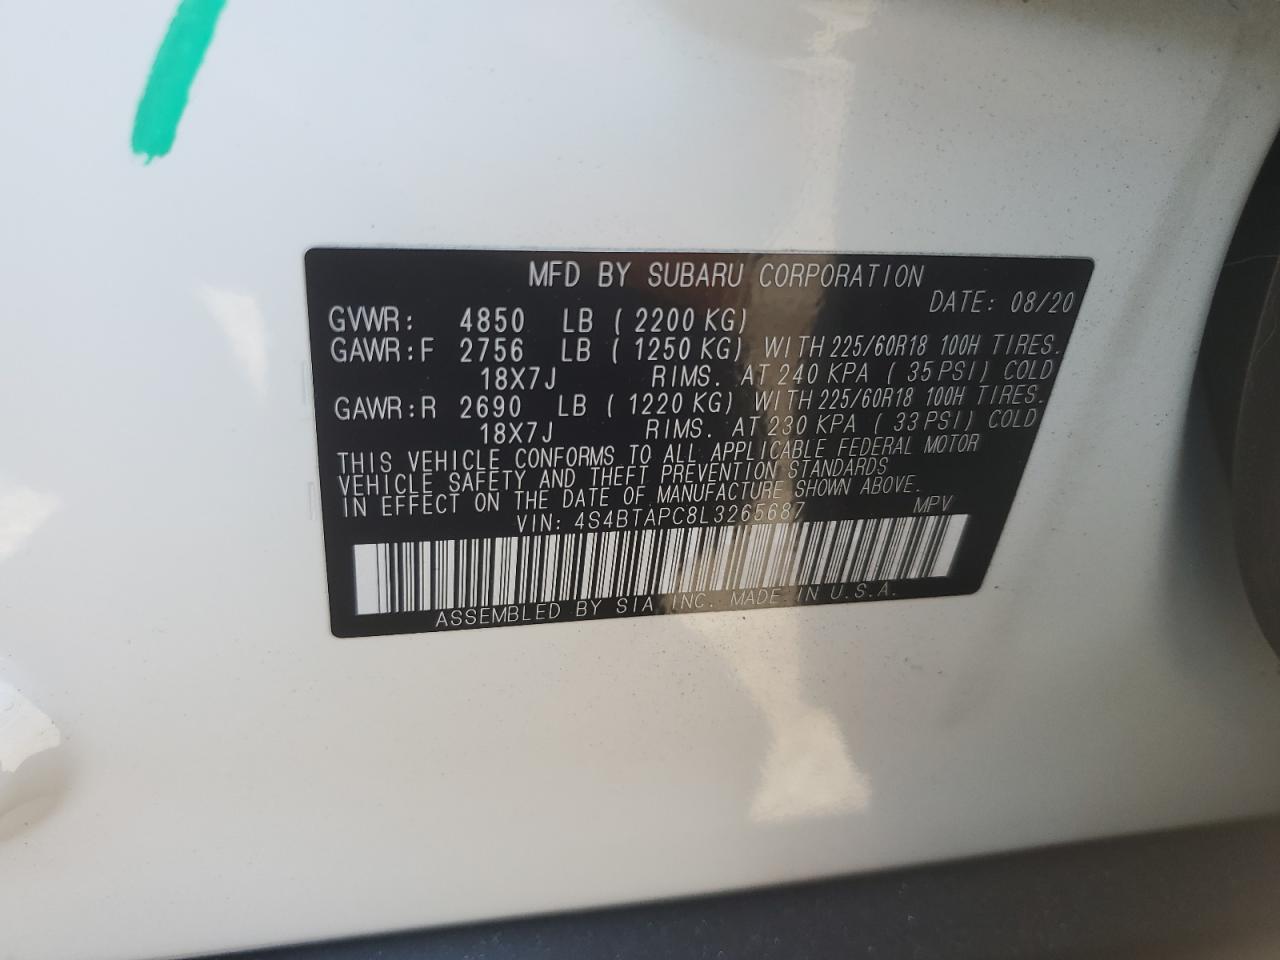 MFD BY SUBARU CORPORATION
DATE: 08/20
GVWR: 4850 LB (2200 KG)
GAWR:F 2756 LB (1250 KG) WITH 225/60R18 100H TIRES.
18X7J RIMS. AT 240 KPA (35 PSI) COLD
GAWR:R 2690 LB (1220 KG) WITH 225/60R18 100H TIRES.
18X7J RIMS. AT 230 KPA (33 PSI) COLD
THIS VEHICLE CONFORMS TO ALL APPLICABLE FEDERAL MOTOR
VEHICLE SAFETY AND THEFT PREVENTION STANDARDS
IN EFFECT ON THE DATE OF MANUFACTURE SHOWN ABOVE.
VIN: 4S4BTAPC8L3265687 MPV
ASSEMBLED BY SIA, INC. MADE IN U.S.A.